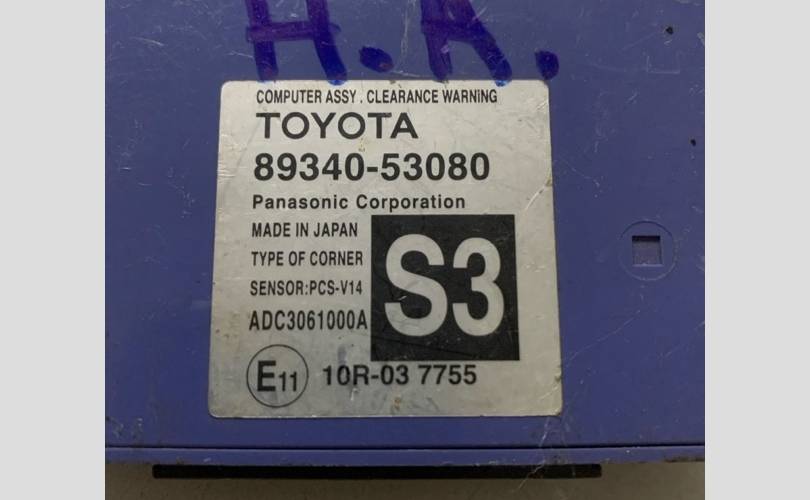 H.A.
COMPUTER ASSY . CLEARANCE WARNING
TOYOTA
89340-53080
Panasonic Corporation
MADE IN JAPAN
TYPE OF CORNER
SENSOR:PCS-V14
ADC3061000A
S3
E11 10R-03 7755